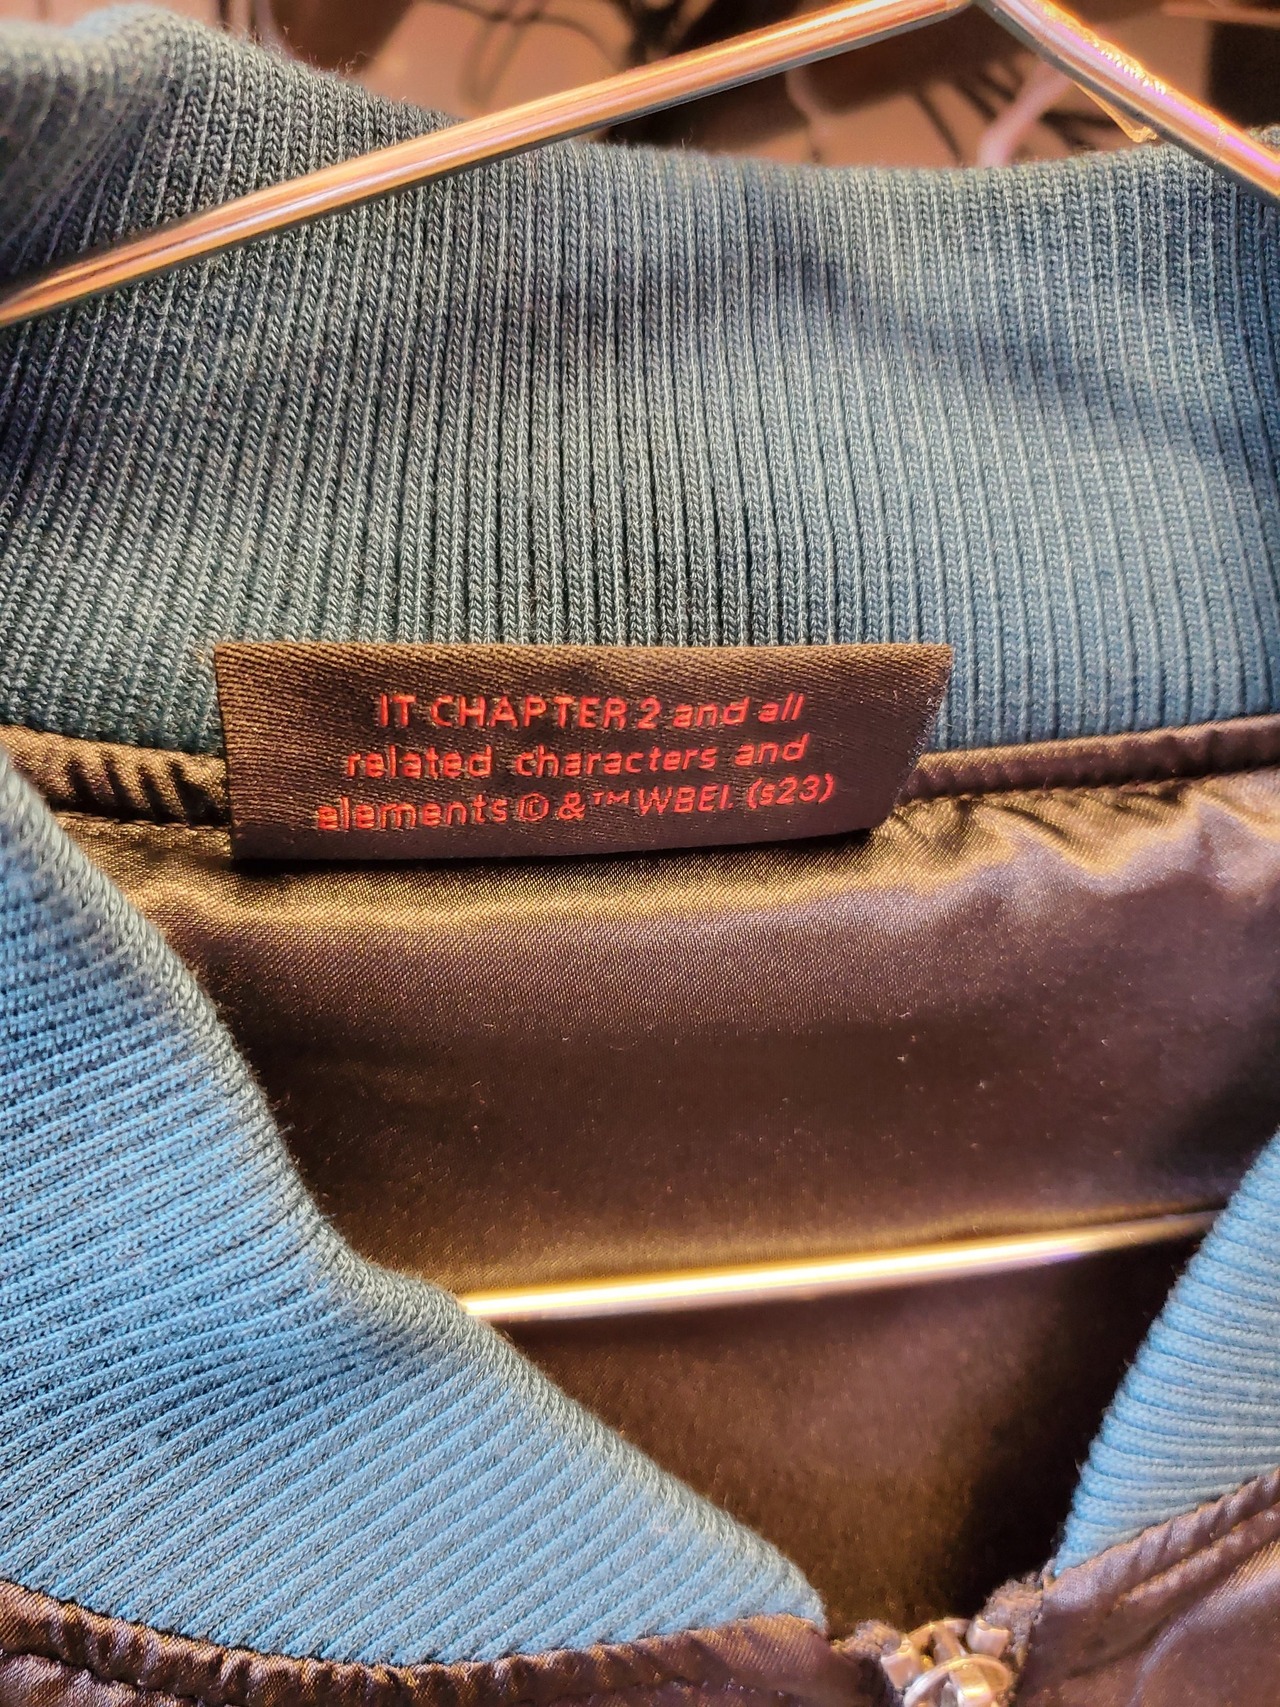 IT CHAPTER 2 and all
related characters and
elements © & ™ WBEI. (s23)